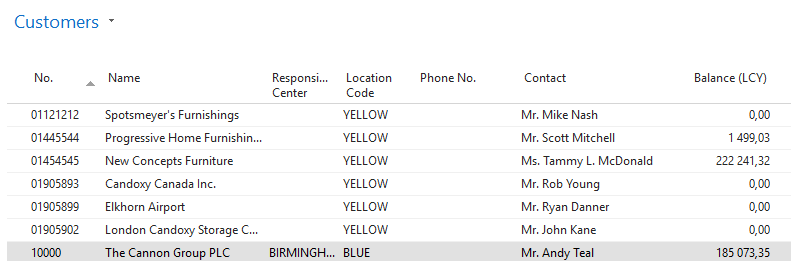 Customers
No. Name Responsi... Center Location Code Phone No. Contact Balance (LCY)
01121212 Spotsmeyer's Furnishings YELLOW Mr. Mike Nash 0,00
01445544 Progressive Home Furnishin... YELLOW Mr. Scott Mitchell 1 499,03
01454545 New Concepts Furniture YELLOW Ms. Tammy L. McDonald 222 241,32
01905893 Candoxy Canada Inc. YELLOW Mr. Rob Young 0,00
01905899 Elkhorn Airport YELLOW Mr. Ryan Danner 0,00
01905902 London Candoxy Storage C... YELLOW Mr. John Kane 0,00
10000 The Cannon Group PLC BIRMINGH... BLUE Mr. Andy Teal 185 073,35